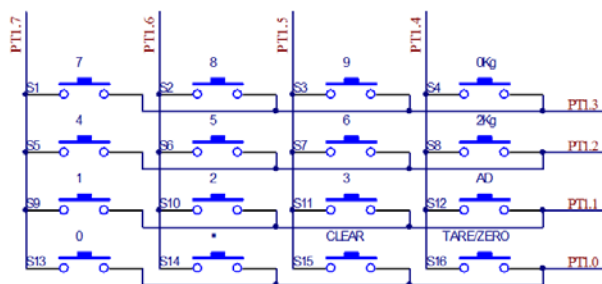 PT1.7 PT1.6 PT1.5 PT1.4
7 8 9 0Kg
S1 S2 S3 S4
PT1.3
4 5 6 2Kg
S5 S6 S7 S8 PT1.2
1 2 3 AD
S9 S10 S11 S12 PT1.1
0 * CLEAR TARE/ZERO
S13 S14 S15 S16 PT1.0